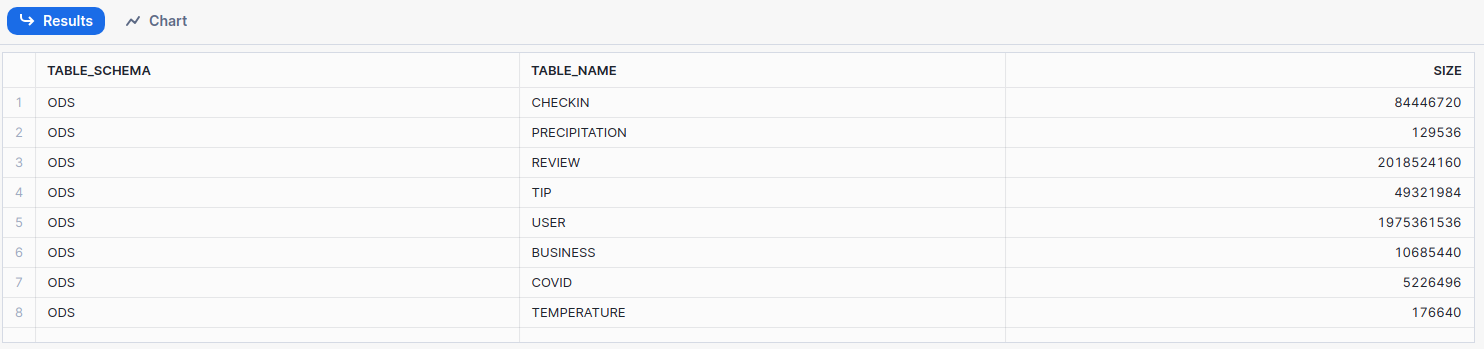 Results Chart
TABLE_SCHEMA TABLE_NAME SIZE
1 ODS CHECKIN 84446720
2 ODS PRECIPITATION 129536
3 ODS REVIEW 2018524160
4 ODS TIP 49321984
5 ODS USER 1975361536
6 ODS BUSINESS 10685440
7 ODS COVID 5226496
8 ODS TEMPERATURE 176640